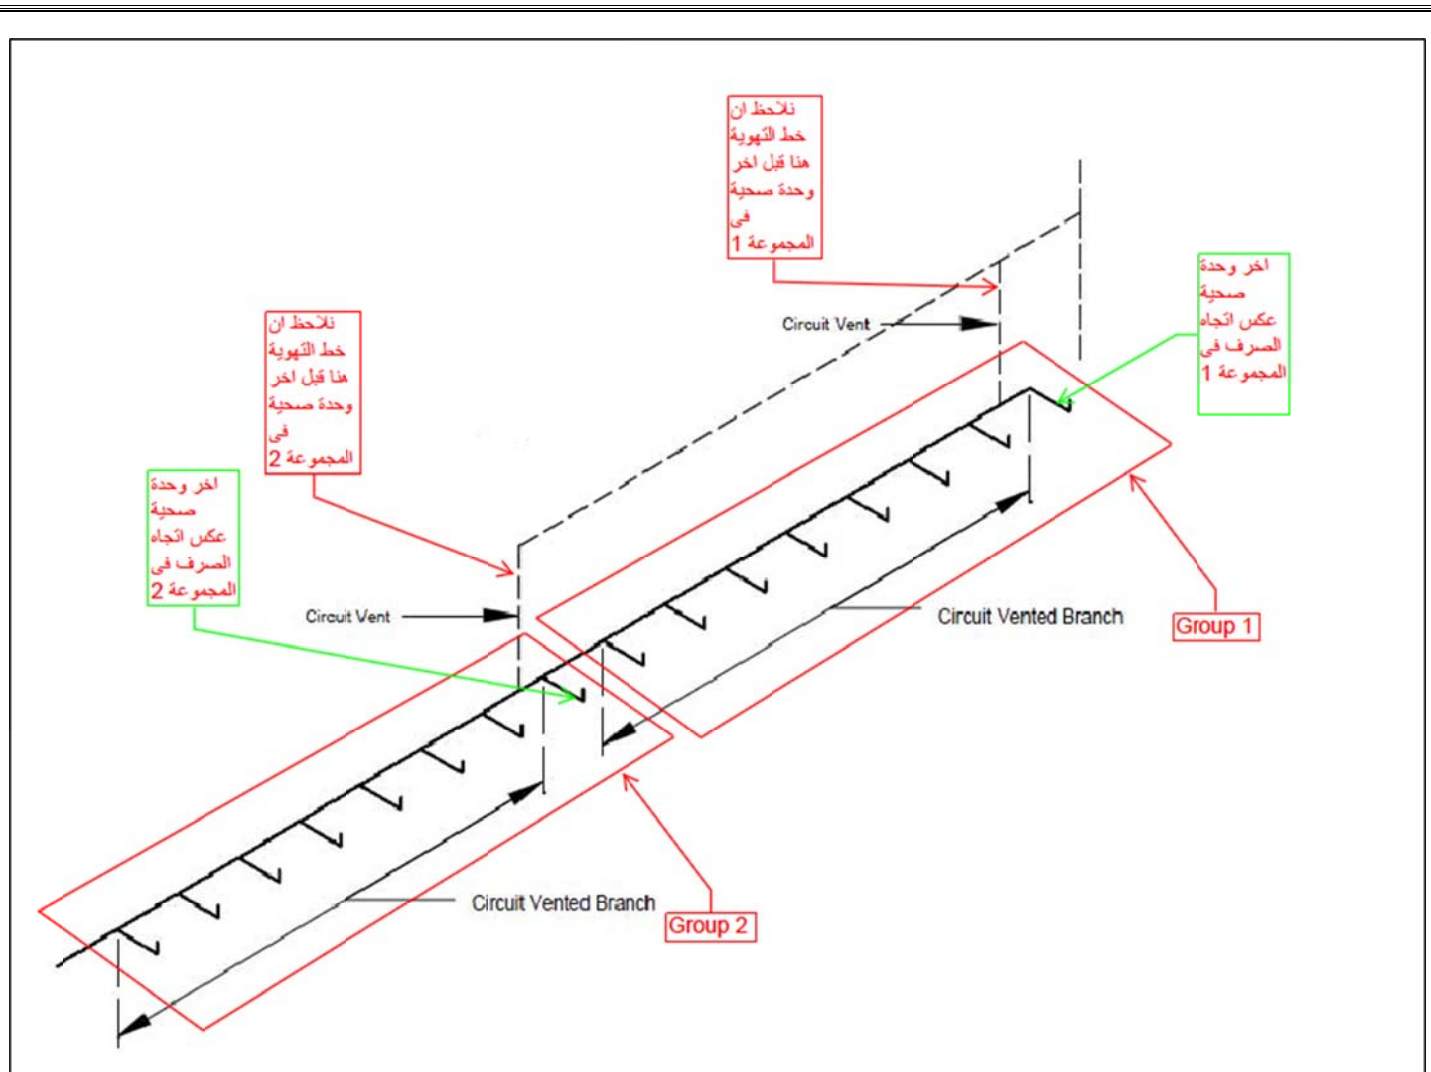 نلاحظ ان
خط التهوية
هنا قبل اخر
وحدة صحية
فى
المجموعة 1
اخر وحدة
صحية
عكس اتجاه
الصرف فى
المجموعة 1
Circuit Vent
نلاحظ ان
خط التهوية
هنا قبل اخر
وحدة صحية
فى
المجموعة 2
اخر وحدة
صحية
عكس اتجاه
الصرف فى
المجموعة 2
Circuit Vent
Circuit Vented Branch
Group 1
Circuit Vented Branch
Group 2